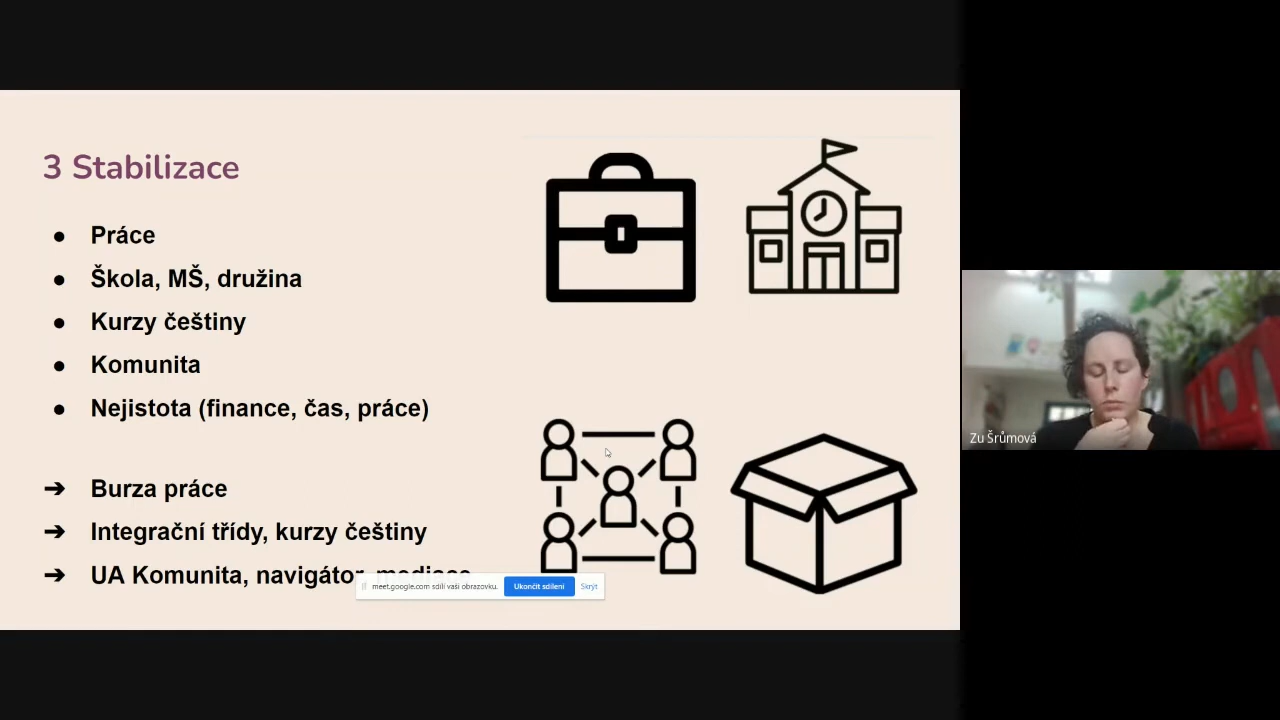 3 Stabilizace
● Práce
● Škola, MŠ, družina
● Kurzy češtiny
● Komunita
● Nejistota (finance, čas, práce)
➔ Burza práce
➔ Integrační třídy, kurzy češtiny
➔ UA Komunita, navigátor, mediace
meet.google.com sdílí vaši obrazovku. Ukončit sdílení Skrýt
Zu Šrůmová